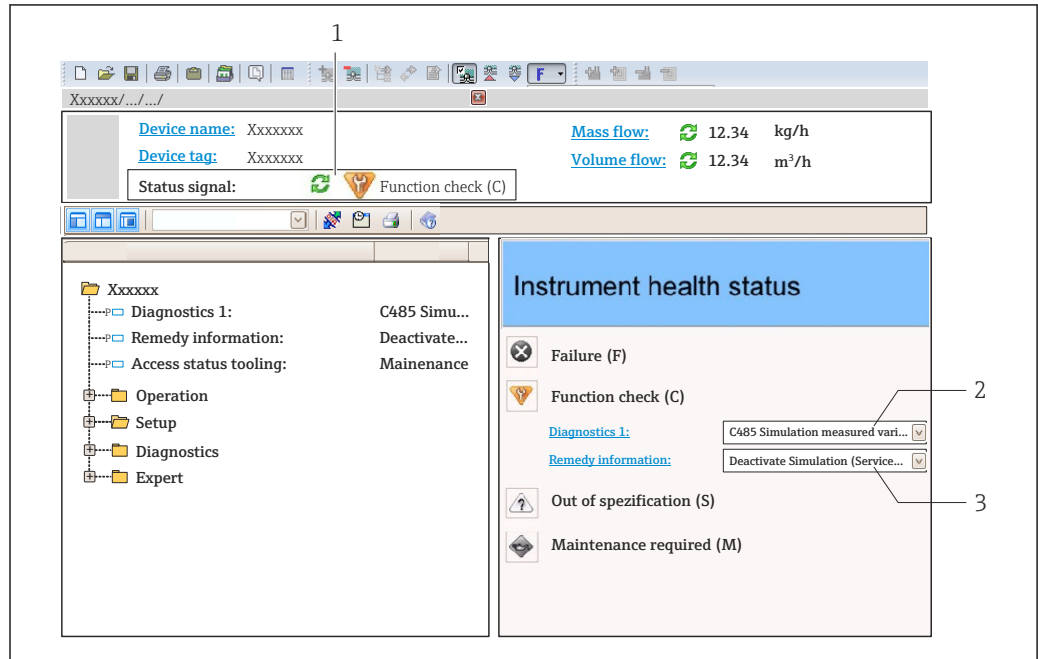 1
F
Xxxxxx/.../.../
Device name: Xxxxxxx
Mass flow: 12.34 kg/h
Device tag: Xxxxxxx
Volume flow: 12.34 m³/h
Status signal: Function check (C)
Xxxxxx
Instrument health status
P Diagnostics 1: C485 Simu...
P Remedy information: Deactivate...
P Access status tooling: Mainenance
Operation
Setup
Diagnostics
Expert
Failure (F)
Function check (C)
2
Diagnostics 1: C485 Simulation measured vari...
Remedy information: Deactivate Simulation (Service...
Out of spezification (S)
3
Maintenance required (M)